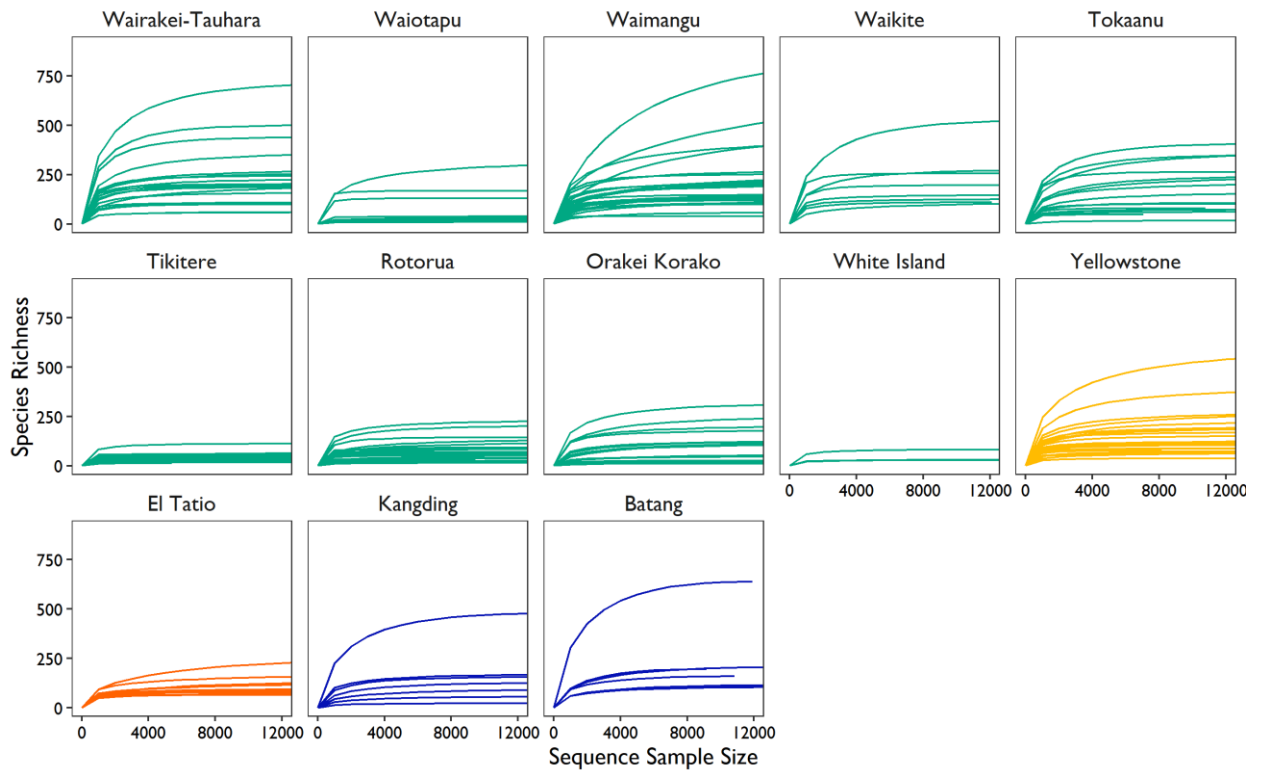 Wairakei-Tauhara Waiotapu Waimangu Waikite Tokaanu
750
500
250
0
Tikitere Rotorua Orakei Korako White Island Yellowstone
750
500
250
0
0 4000 8000 12000 0 4000 8000 12000
El Tatio Kangding Batang
750
500
250
0
0 4000 8000 12000 0 4000 8000 12000 0 4000 8000 12000
Species Richness
Sequence Sample Size